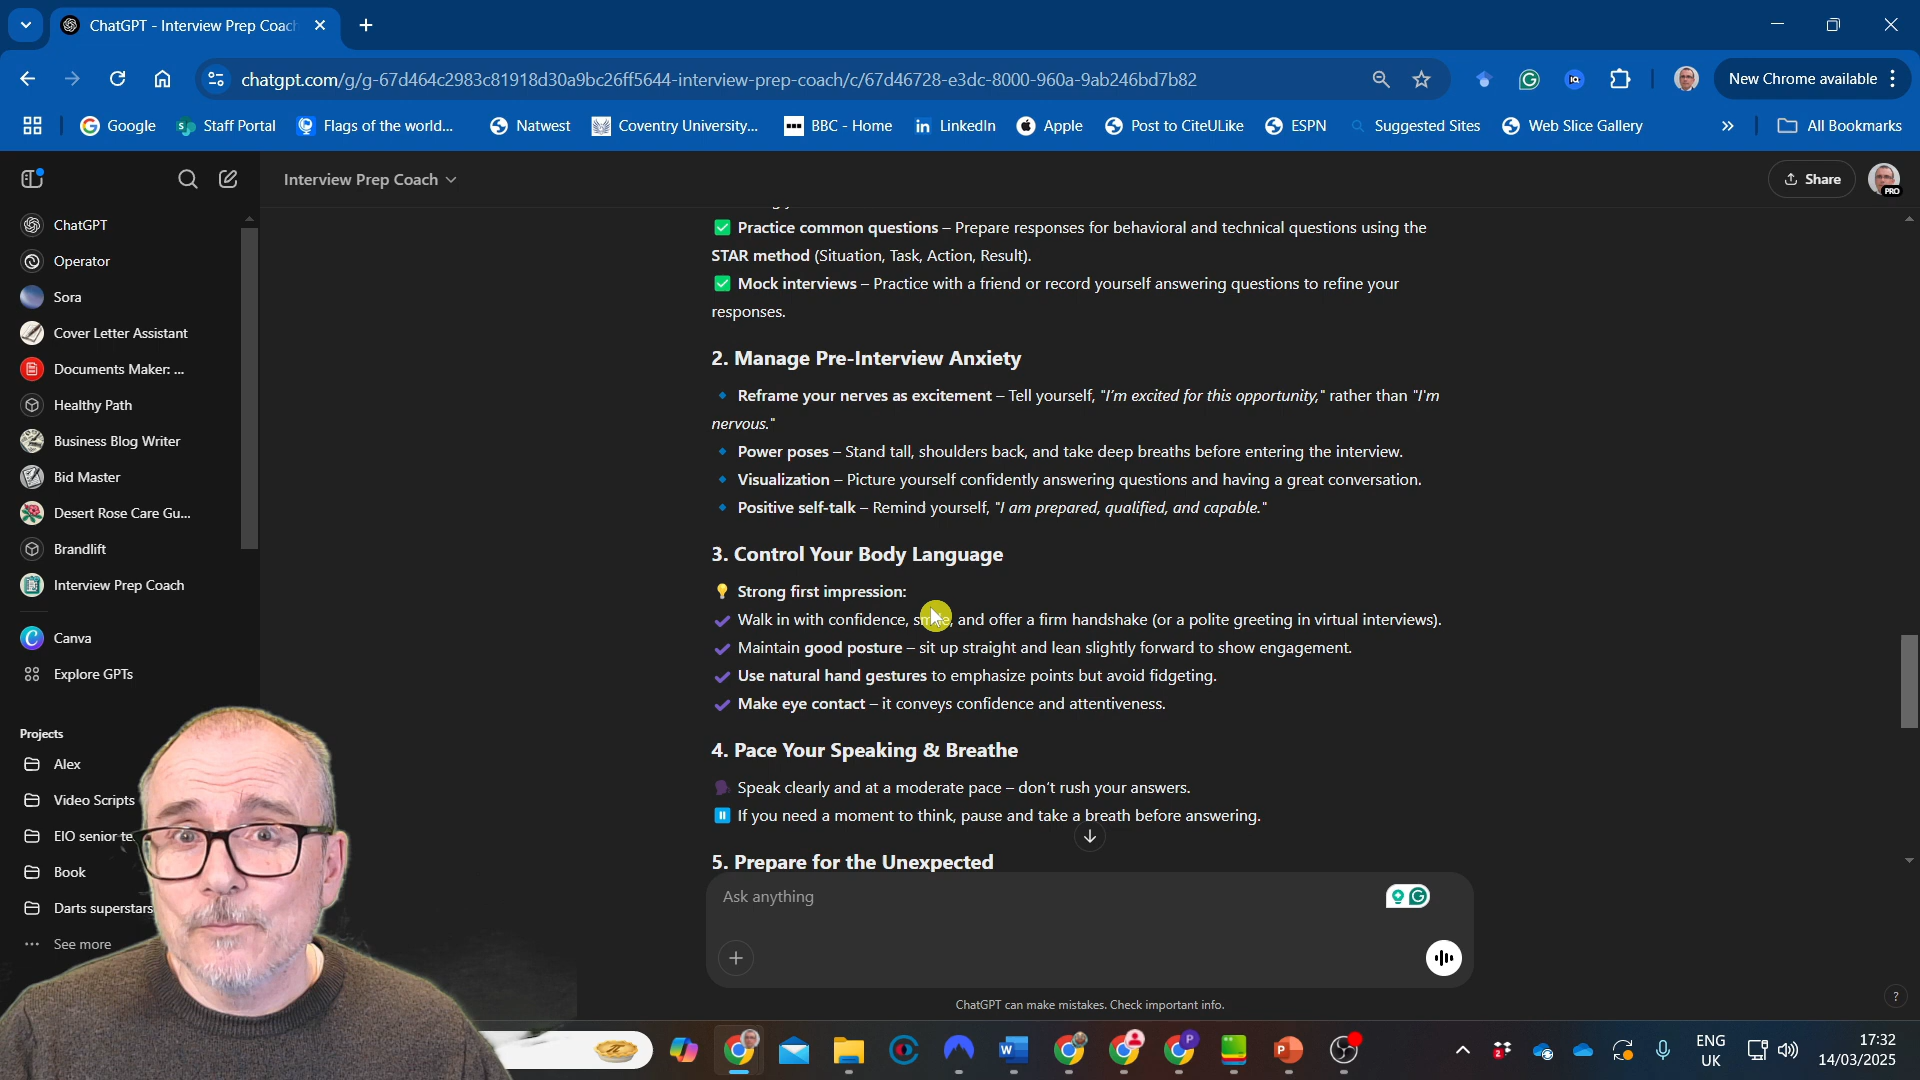 ChatGPT - Interview Prep Coach
chatgpt.com/g/g-67d464c2983c81918d30a9bc26ff5644-interview-prep-coach/c/67d46728-e3dc-8000-960a-9ab246bd7b82
New Chrome available
Google
Staff Portal
Flags of the world...
Natwest
Coventry University...
BBC - Home
LinkedIn
Apple
Post to CiteULike
ESPN
Suggested Sites
Web Slice Gallery
All Bookmarks
Interview Prep Coach
Share
PRO
ChatGPT
Operator
Sora
Cover Letter Assistant
Documents Maker: ...
Healthy Path
Business Blog Writer
Bid Master
Desert Rose Care Gu...
Brandlift
Interview Prep Coach
Canva
Explore GPTs
Projects
Alex
Video Scripts
EIO senior te
Book
Darts superstars
See more
Practice common questions – Prepare responses for behavioral and technical questions using the
STAR method (Situation, Task, Action, Result).
Mock interviews – Practice with a friend or record yourself answering questions to refine your
responses.
2. Manage Pre-Interview Anxiety
Reframe your nerves as excitement – Tell yourself, "I'm excited for this opportunity," rather than "I'm
nervous."
Power poses – Stand tall, shoulders back, and take deep breaths before entering the interview.
Visualization – Picture yourself confidently answering questions and having a great conversation.
Positive self-talk – Remind yourself, "I am prepared, qualified, and capable."
3. Control Your Body Language
Strong first impression:
Walk in with confidence, smile, and offer a firm handshake (or a polite greeting in virtual interviews).
Maintain good posture – sit up straight and lean slightly forward to show engagement.
Use natural hand gestures to emphasize points but avoid fidgeting.
Make eye contact – it conveys confidence and attentiveness.
4. Pace Your Speaking & Breathe
Speak clearly and at a moderate pace – don't rush your answers.
If you need a moment to think, pause and take a breath before answering.
5. Prepare for the Unexpected
Ask anything
ChatGPT can make mistakes. Check important info.
ENG
UK
17:32
14/03/2025